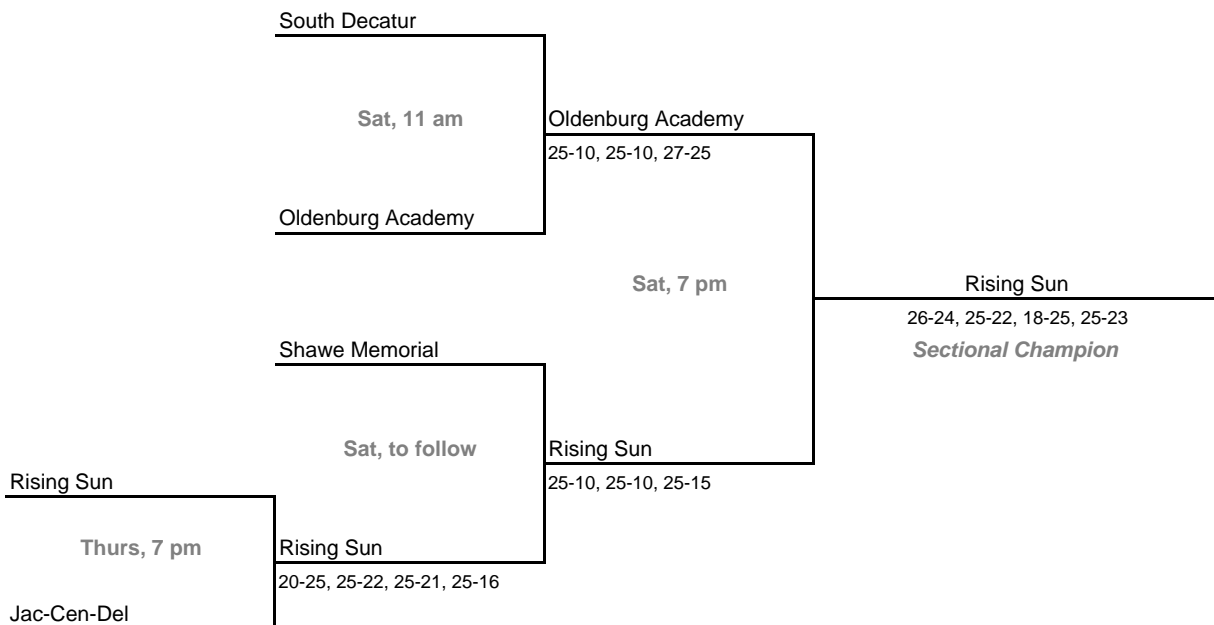 South Decatur
Sat, 11 am
Oldenburg Academy
25-10, 25-10, 27-25
Oldenburg Academy
Sat, 7 pm
Rising Sun
26-24, 25-22, 18-25, 25-23
Sectional Champion
Shawe Memorial
Sat, to follow
Rising Sun
25-10, 25-10, 25-15
Rising Sun
Thurs, 7 pm
Rising Sun
20-25, 25-22, 25-21, 25-16
Jac-Cen-Del